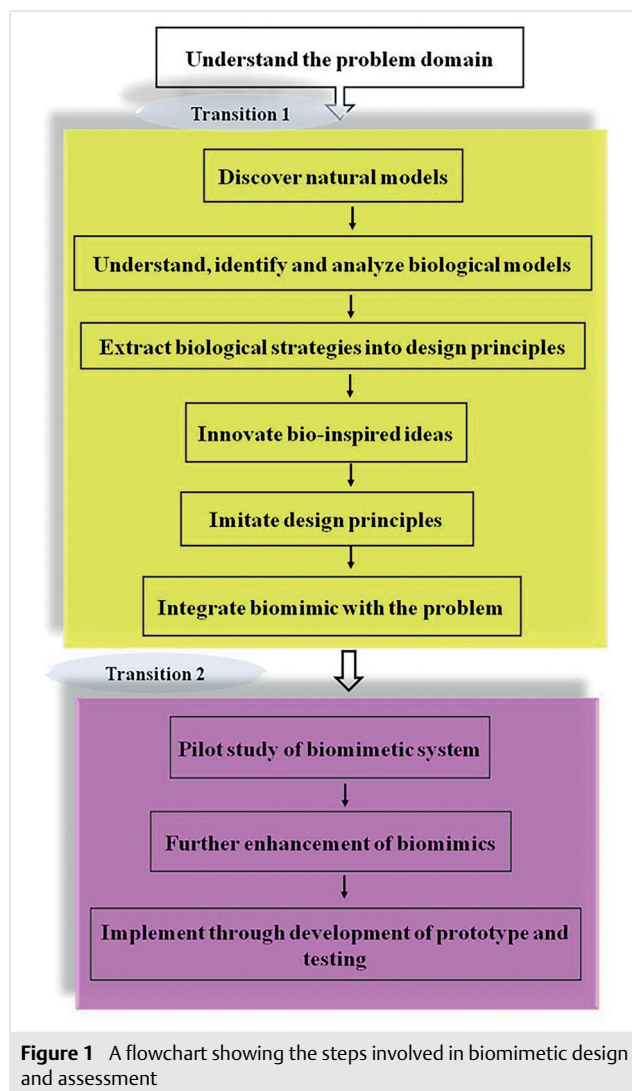 Understand the problem domain
Transition 1
Discover natural models
Understand, identify and analyze biological models
Extract biological strategies into design principles
Innovate bio-inspired ideas
Imitate design principles
Integrate biomimic with the problem
Transition 2
Pilot study of biomimetic system
Further enhancement of biomimics
Implement through development of prototype and
testing
Figure 1 A flowchart showing the steps involved in biomimetic design
and assessment